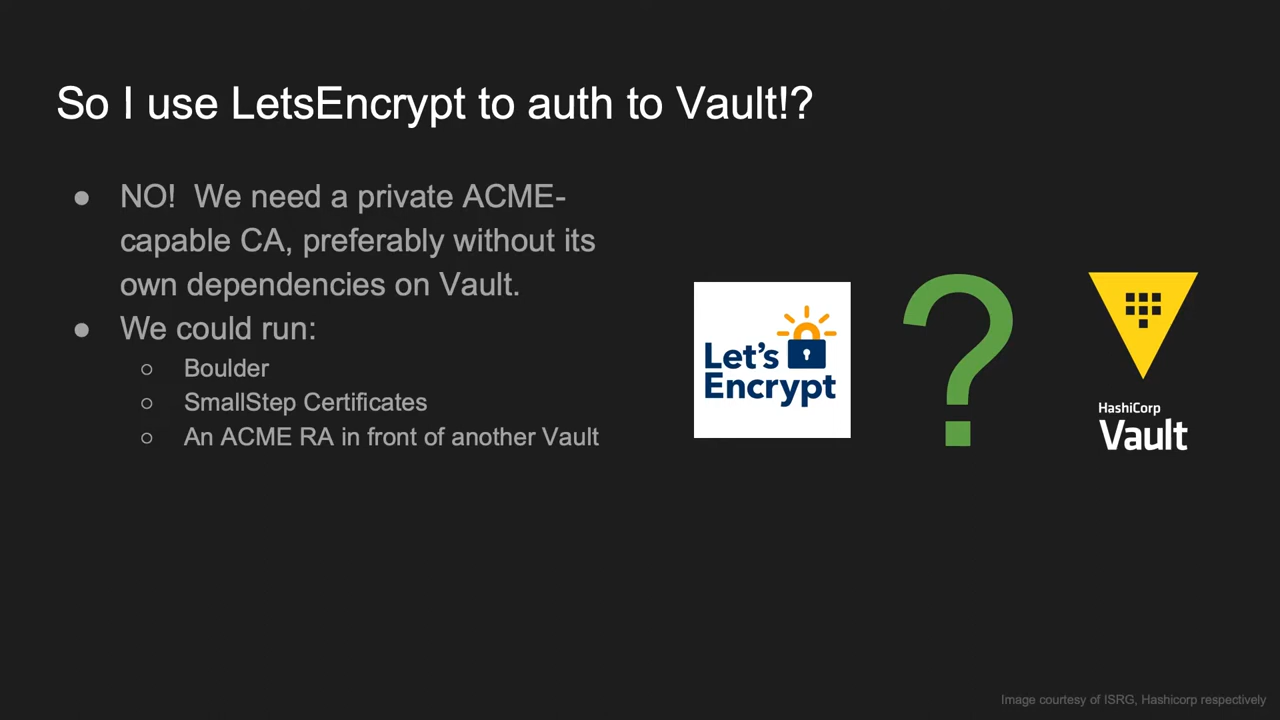 So I use LetsEncrypt to auth to Vault!?
● NO!  We need a private ACME-
capable CA, preferably without its
own dependencies on Vault.
● We could run:
○ Boulder
○ SmallStep Certificates
○ An ACME RA in front of another Vault
Let's
Encrypt
?
HashiCorp
Vault
Image courtesy of ISRG, Hashicorp respectively